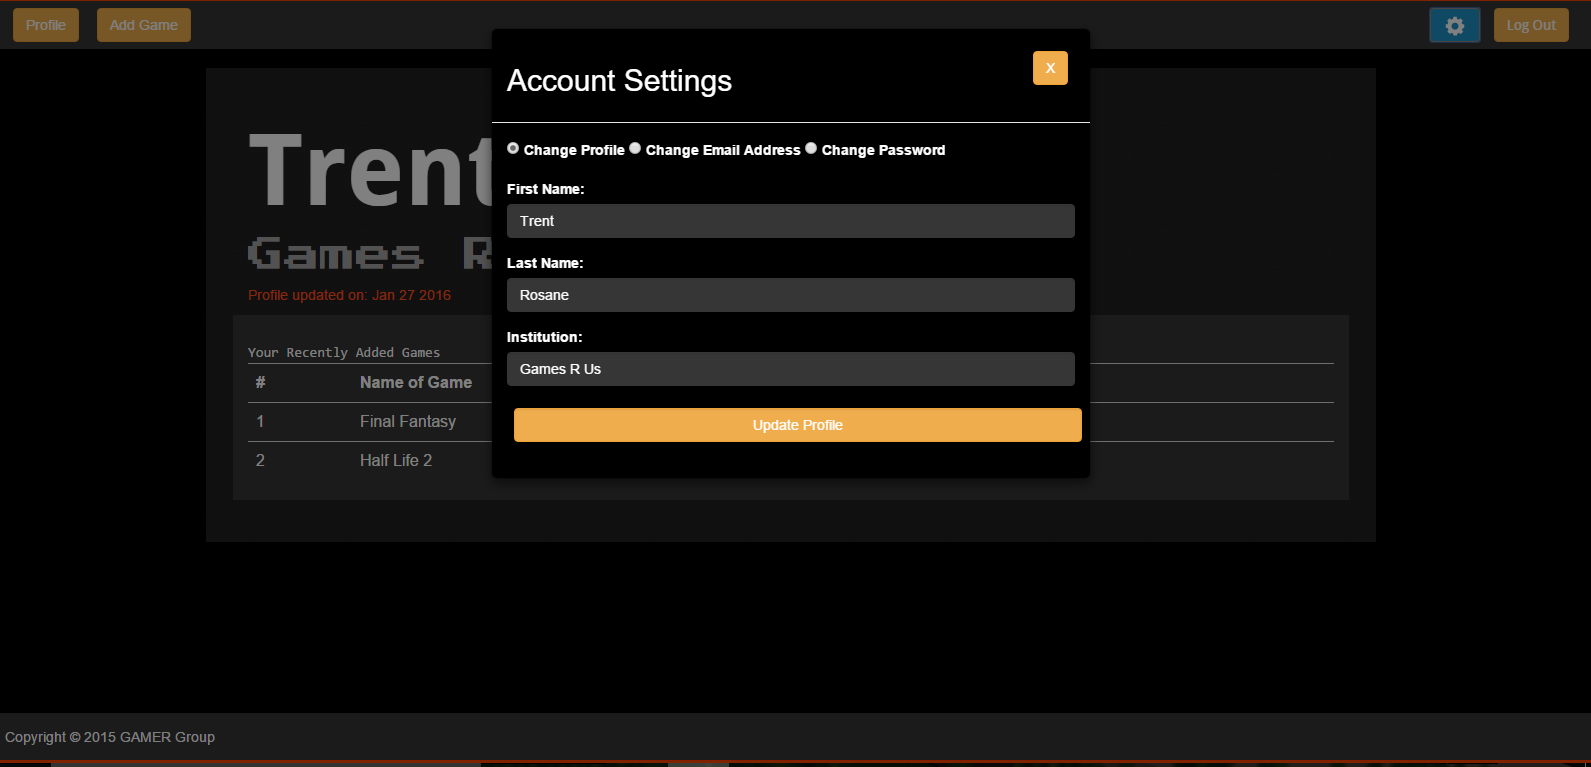 Profile Add Game Log Out
Account Settings X
Change Profile Change Email Address Change Password
First Name:
Trent
Last Name:
Rosane
Institution:
Games R Us
Update Profile
Trent
Games R
Profile updated on: Jan 27 2016
Your Recently Added Games
# Name of Game
1 Final Fantasy
2 Half Life 2
Copyright © 2015 GAMER Group